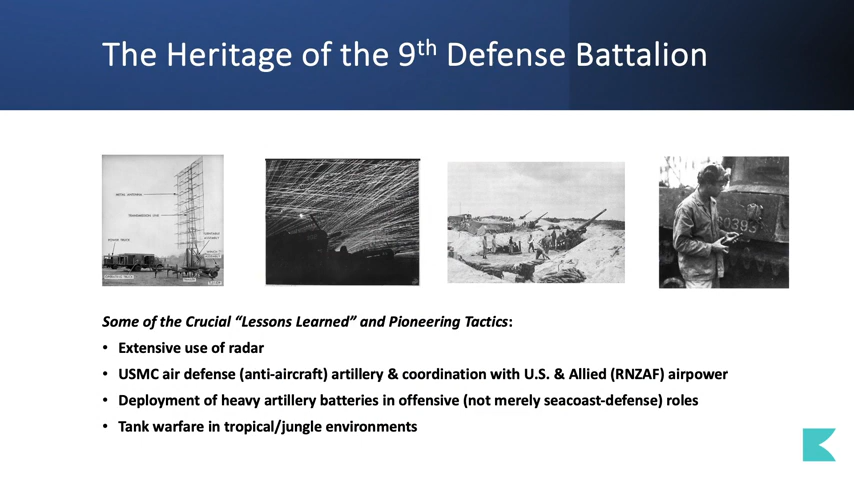 The Heritage of the 9th Defense Battalion
30393
Some of the Crucial “Lessons Learned” and Pioneering Tactics:
• Extensive use of radar
• USMC air defense (anti-aircraft) artillery & coordination with U.S. & Allied (RNZAF) airpower
• Deployment of heavy artillery batteries in offensive (not merely seacoast-defense) roles
• Tank warfare in tropical/jungle environments